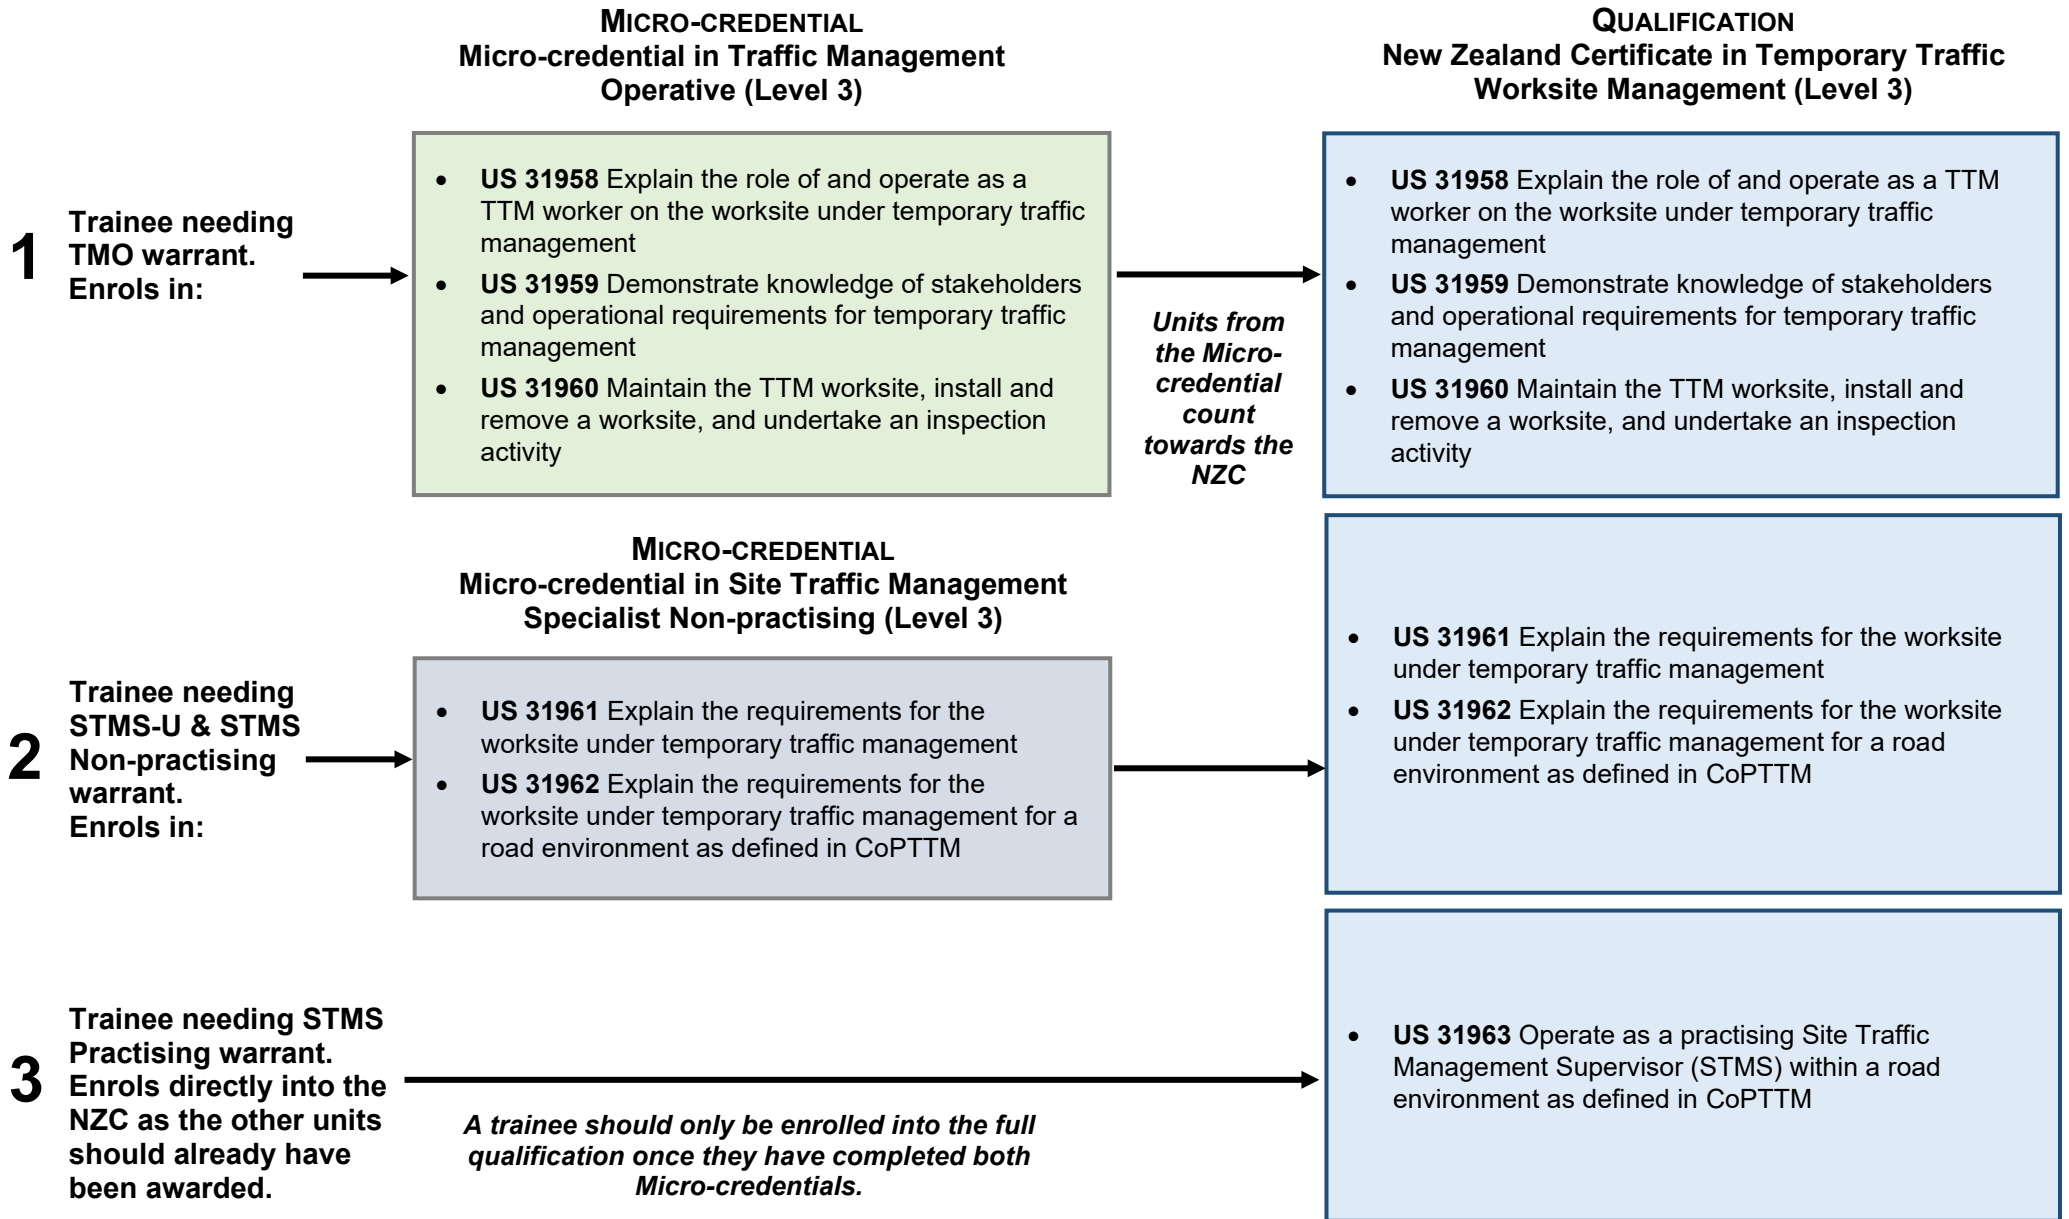 MICRO-CREDENTIAL
Micro-credential in Traffic Management
Operative (Level 3)
QUALIFICATION
New Zealand Certificate in Temporary Traffic
Worksite Management (Level 3)
1
Trainee needing
TMO warrant.
Enrols in:
• US 31958 Explain the role of and operate as a
TTM worker on the worksite under temporary traffic
management
• US 31959 Demonstrate knowledge of stakeholders
and operational requirements for temporary traffic
management
• US 31960 Maintain the TTM worksite, install and
remove a worksite, and undertake an inspection
activity
Units from
the Micro-
credential
count
towards the
NZC
• US 31958 Explain the role of and operate as a TTM
worker on the worksite under temporary traffic
management
• US 31959 Demonstrate knowledge of stakeholders
and operational requirements for temporary traffic
management
• US 31960 Maintain the TTM worksite, install and
remove a worksite, and undertake an inspection
activity
MICRO-CREDENTIAL
Micro-credential in Site Traffic Management
Specialist Non-practising (Level 3)
2
Trainee needing
STMS-U & STMS
Non-practising
warrant.
Enrols in:
• US 31961 Explain the requirements for the
worksite under temporary traffic management
• US 31962 Explain the requirements for the
worksite under temporary traffic management for a
road environment as defined in CoPTTM
• US 31961 Explain the requirements for the worksite
under temporary traffic management
• US 31962 Explain the requirements for the worksite
under temporary traffic management for a road
environment as defined in CoPTTM
3
Trainee needing STMS
Practising warrant.
Enrols directly into the
NZC as the other units
should already have
been awarded.
A trainee should only be enrolled into the full
qualification once they have completed both
Micro-credentials.
• US 31963 Operate as a practising Site Traffic
Management Supervisor (STMS) within a road
environment as defined in CoPTTM